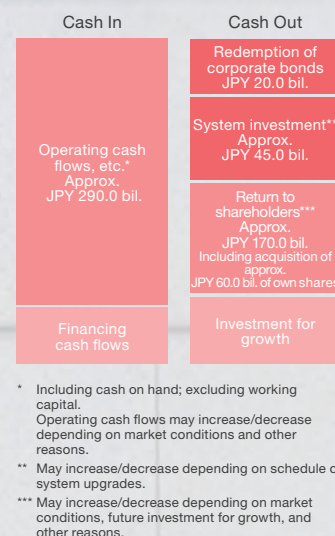 Cash In
Cash Out
Operating cash
flows, etc.*
Approx.
JPY 290.0 bil.
Financing
cash flows
Redemption of
corporate bonds
JPY 20.0 bil.
System investment**
Approx.
JPY 45.0 bil.
Return to
shareholders***
Approx.
JPY 170.0 bil.
Including acquisition of
approx.
JPY 60.0 bil. of own shares
Investment for
growth
* Including cash on hand; excluding working
capital.
Operating cash flows may increase/decrease
depending on market conditions and other
reasons.
** May increase/decrease depending on schedule o
system upgrades.
*** May increase/decrease depending on market
conditions, future investment for growth, and
other reasons.